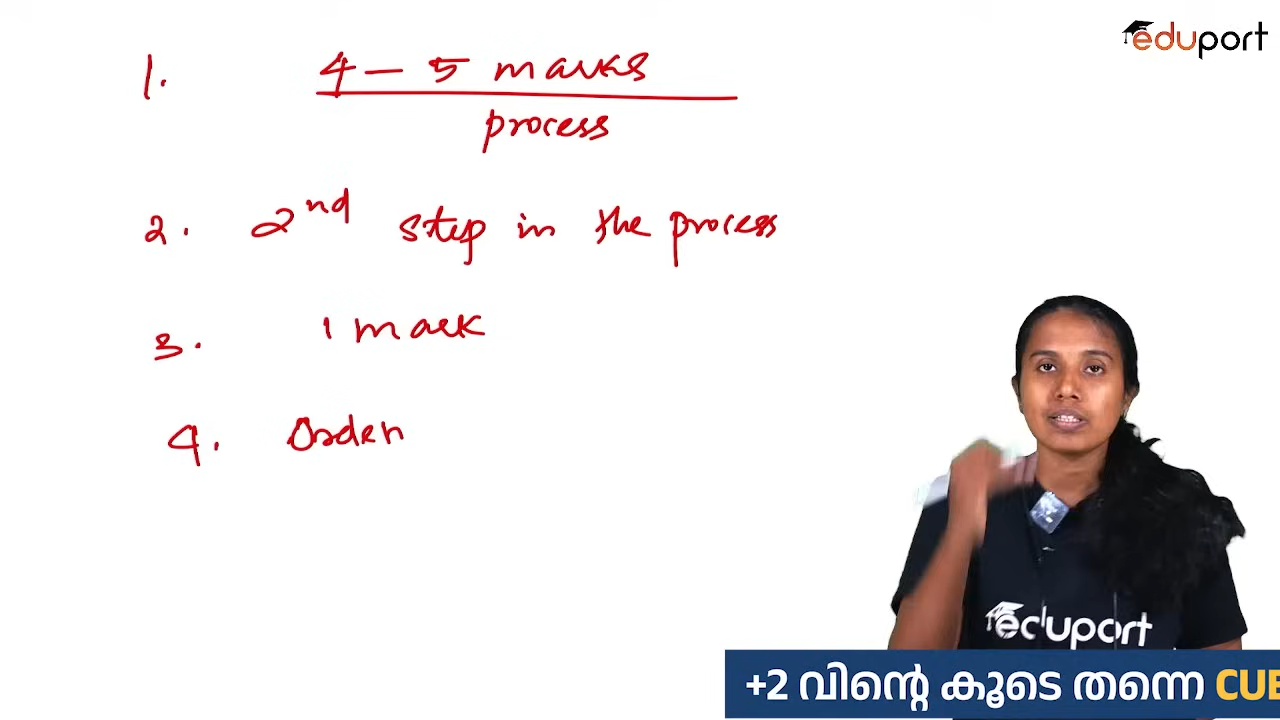 eduport
1. 4 – 5 marks
process
2. 2nd step in the process
3. 1 mark
4. Order
eduport
+2 വിന്റെ കൂടെ തന്നെ CUE